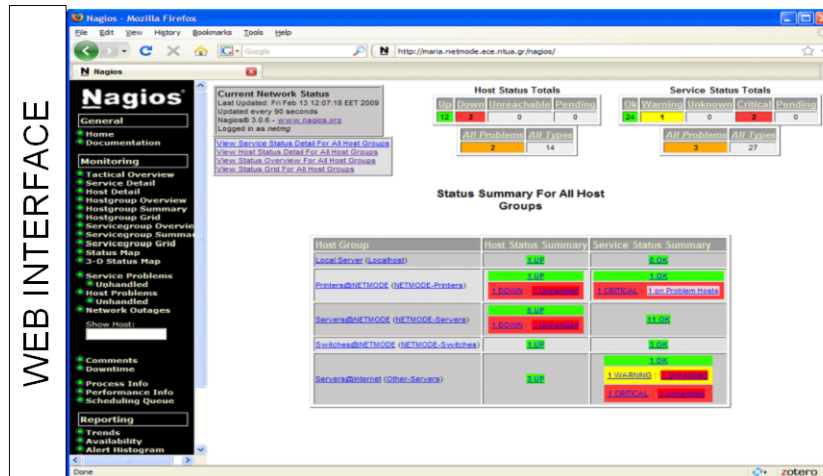 WEB INTERFACE
Nagios - Mozilla Firefox
File Edit View History Bookmarks Tools Help
Google
http://maria.netmode.ece.ntua.gr/nagios/
Nagios
Nagios®
General
Home
Documentation
Monitoring
Tactical Overview
Service Detail
Host Detail
Hostgroup Overview
Hostgroup Summary
Hostgroup Grid
Servicegroup Overvie
Servicegroup Summar
Servicegroup Grid
Status Map
3-D Status Map
Service Problems
Unhandled
Host Problems
Unhandled
Network Outages
Show Host:
Comments
Downtime
Process Info
Performance Info
Scheduling Queue
Reporting
Trends
Availability
Alert Histogram
Current Network Status
Last Updated: Fri Feb 13 12:07:18 EET 2009
Updated every 90 seconds
Nagios® 3.0.6 - www.nagios.org
Logged in as netmg
View Service Status Detail For All Host Groups
View Host Status Detail For All Host Groups
View Status Overview For All Host Groups
View Status Grid For All Host Groups
Host Status Totals
Up Down Unreachable Pending
12 2 0 0
All Problems All Types
2 14
Service Status Totals
Ok Warning Unknown Critical Pending
24 1 0 2 0
All Problems All Types
3 27
Status Summary For All Host
Groups
Host Group Host Status Summary Service Status Summary
Local Server (Localhost) 1 UP 8 OK
Printers@NETMODE (NETMODE-Printers) 1 UP 1 OK
1 DOWN : 1 Unhandled 1 CRITICAL : 1 on Problem Hosts
Servers@NETMODE (NETMODE-Servers) 6 UP 11 OK
1 DOWN : 1 Unhandled
Switches@NETMODE (NETMODE-Switches) 1 UP 3 OK
Servers@Internet (Other-Servers) 3 UP 1 OK
1 WARNING : 1 Unhandled
1 CRITICAL : 1 Unhandled
Done
zotero